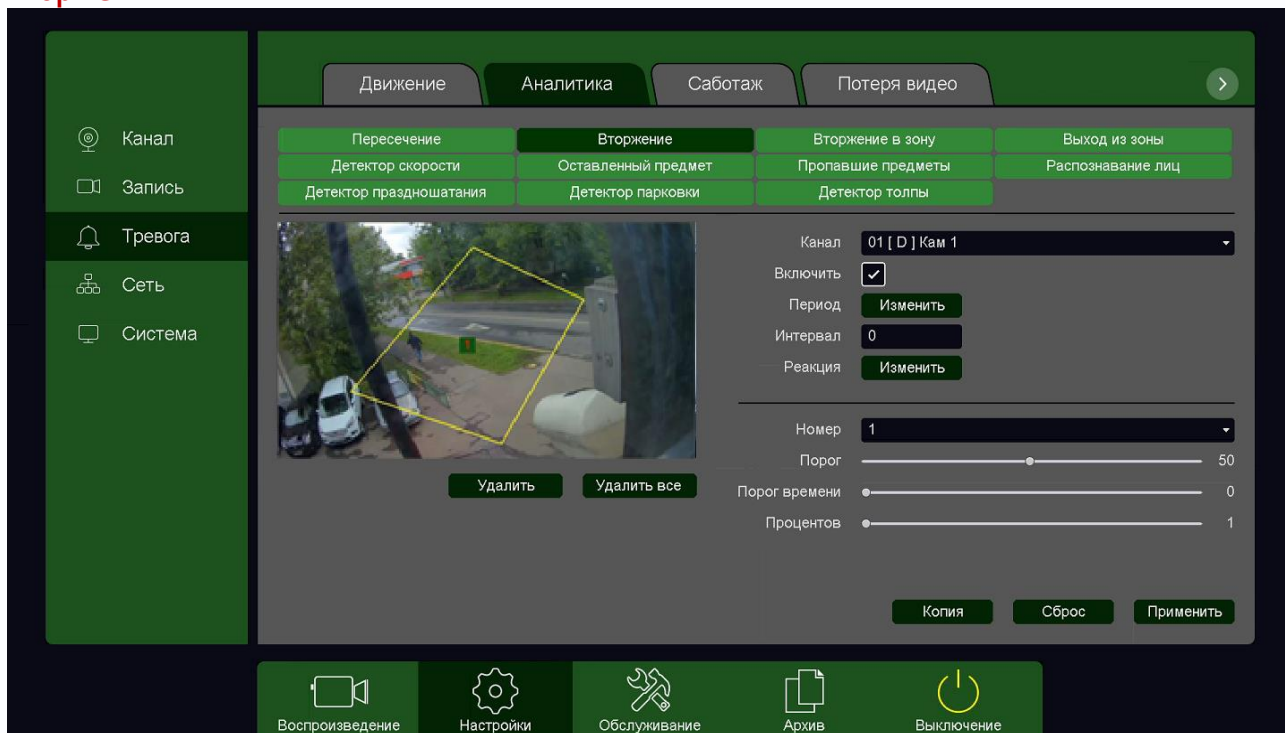 Движение Аналитика Саботаж Потеря видео
Канал
Запись
Тревога
Сеть
Система
Пересечение Вторжение Вторжение в зону Выход из зоны
Детектор скорости Оставленный предмет Пропавшие предметы Распознавание лиц
Детектор праздношатания Детектор парковки Детектор толпы
Канал 01 [ D ] Кам 1
Включить
Период Изменить
Интервал 0
Реакция Изменить
1
Номер 1
Порог 50
Порог времени 0
Процентов 1
Удалить Удалить все
Копия Сброс Применить
Воспроизведение Настройки Обслуживание Архив Выключение